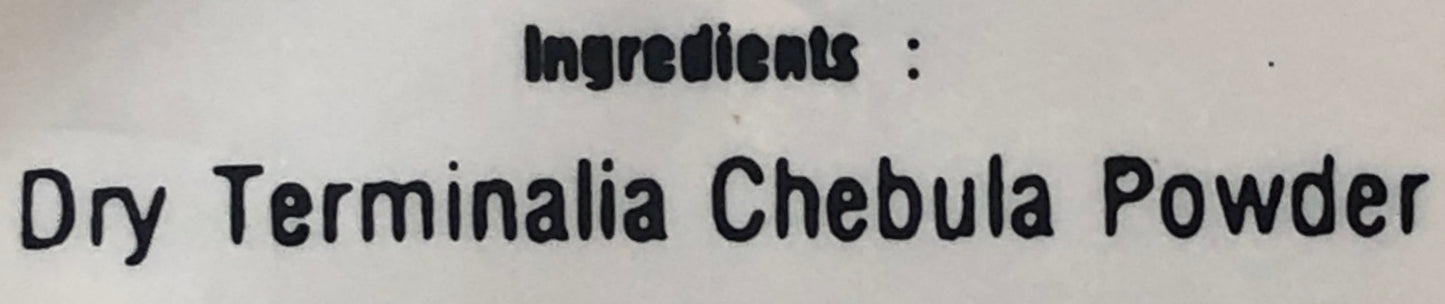 Ingredients :
Dry Terminalia Chebula Powder